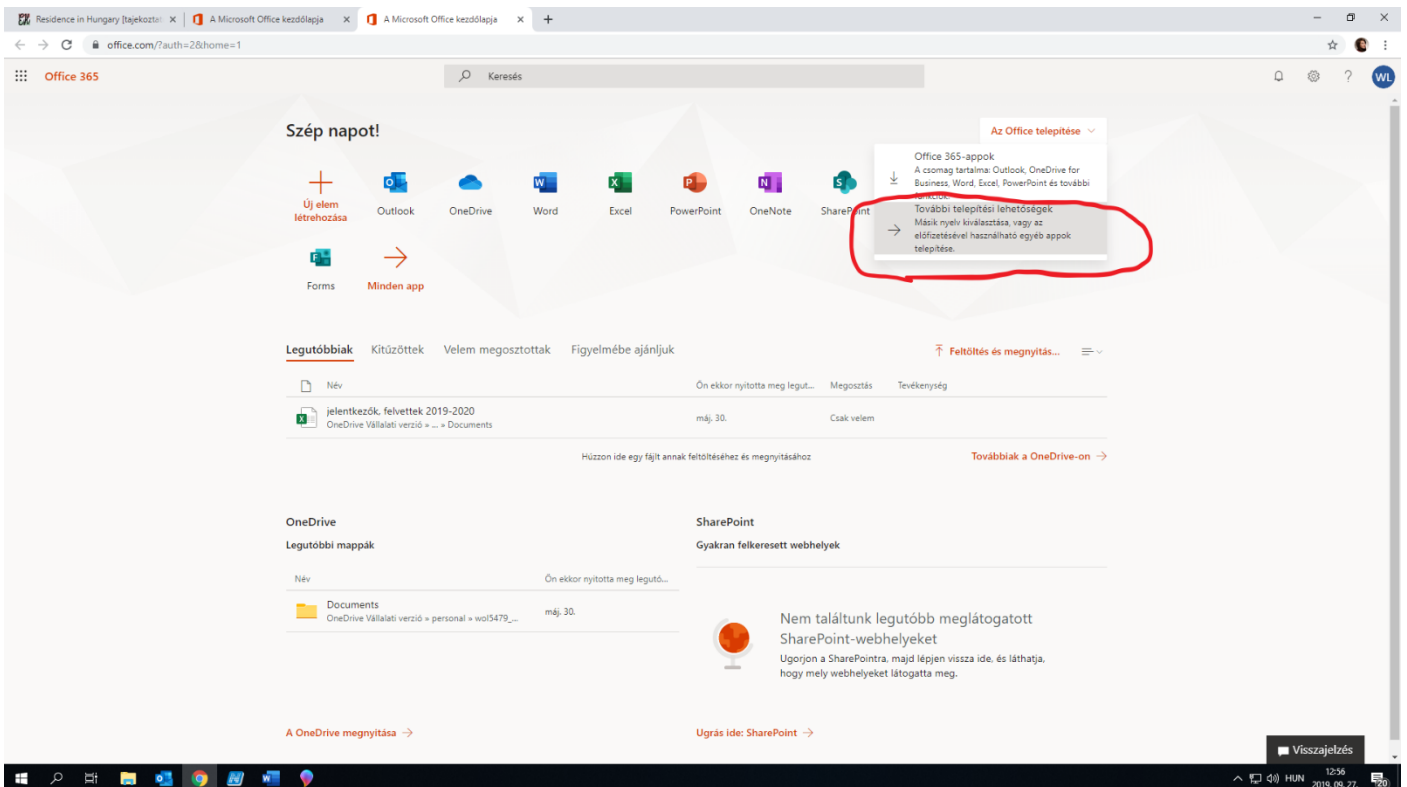 Residence in Hungary [tajekoztat
A Microsoft Office kezdőlapja
A Microsoft Office kezdőlapja
office.com/?auth=2&home=1
Office 365
Keresés
WL
Szép napot!
Az Office telepítése
Office 365-appok
A csomag tartalma: Outlook, OneDrive for
Business, Word, Excel, PowerPoint és további
funkciók.
További telepítési lehetőségek
Másik nyelv kiválasztása, vagy az
előfizetésével használható egyéb appok
telepítése.
Új elem
létrehozása
Outlook
OneDrive
Word
Excel
PowerPoint
OneNote
SharePoint
Forms
Minden app
Legutóbbiak
Kitűzöttek
Velem megosztottak
Figyelmébe ajánljuk
Feltöltés és megnyitás...
Név
Ön ekkor nyitotta meg legut...
Megosztás
Tevékenység
jelentkezők, felvettek 2019-2020
OneDrive Vállalati verzió » ... » Documents
máj. 30.
Csak velem
Húzzon ide egy fájlt annak feltöltéséhez és megnyitásához
Továbbiak a OneDrive-on
OneDrive
Legutóbbi mappák
Név
Ön ekkor nyitotta meg legutó...
Documents
OneDrive Vállalati verzió » personal » wol5479_...
máj. 30.
A OneDrive megnyitása
SharePoint
Gyakran felkeresett webhelyek
Nem találtunk legutóbb meglátogatott
SharePoint-webhelyeket
Ugorjon a SharePointra, majd lépjen vissza ide, és láthatja,
hogy mely webhelyeket látogatta meg.
Ugrás ide: SharePoint
Visszajelzés
HUN
12:56
2019. 09. 27.
20